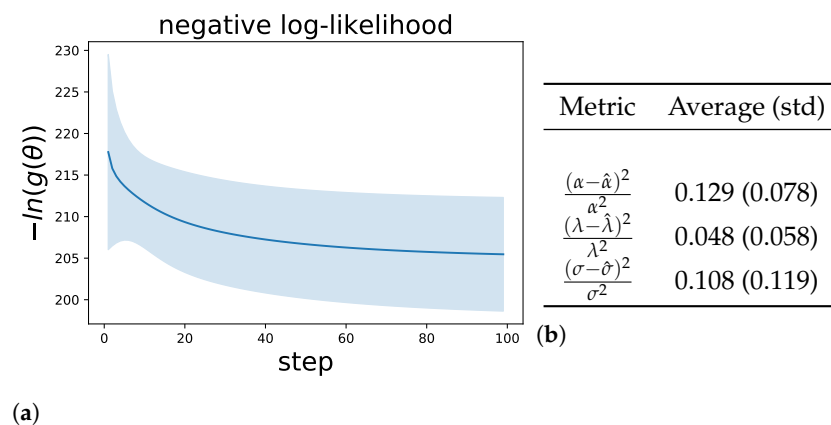 negative log-likelihood
−ln(g(θ))
230
225
220
215
210
205
200
0 20 40 60 80 100
step
(a)
Metric Average (std)
(α−α̂)²/α² 0.129 (0.078)
(λ−λ̂)²/λ² 0.048 (0.058)
(σ−σ̂)²/σ² 0.108 (0.119)
(b)